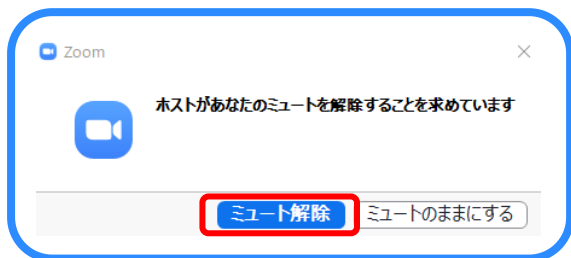 Zoom
ホストがあなたのミュートを解除することを求めています
ミュート解除 ミュートのままにする